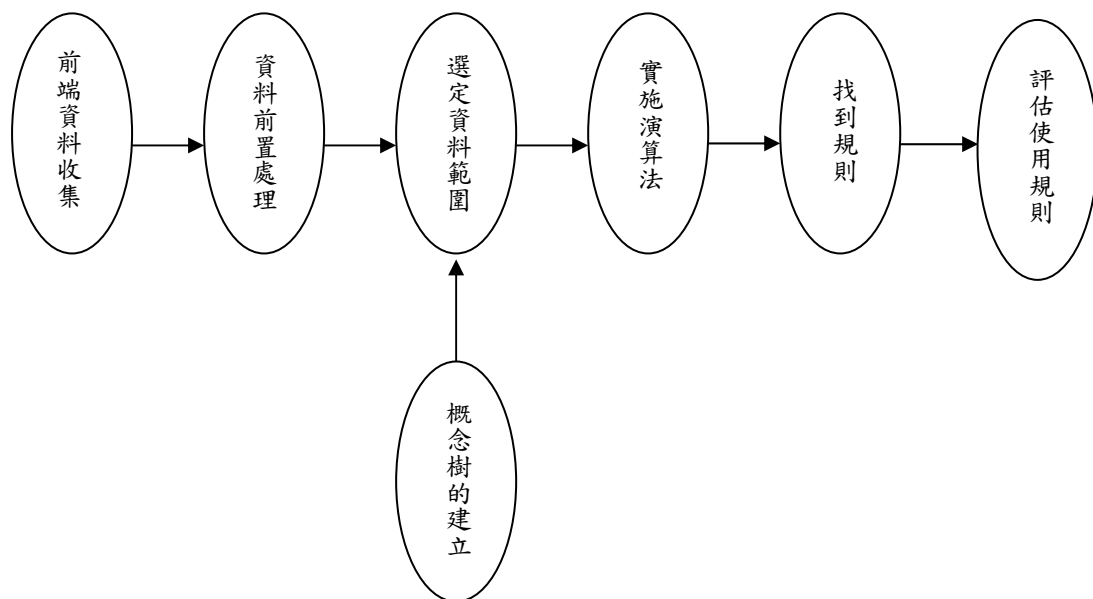 前端資料收集
資料前置處理
選定資料範圍
實施演算法
找到規則
評估使用規則
概念樹的建立